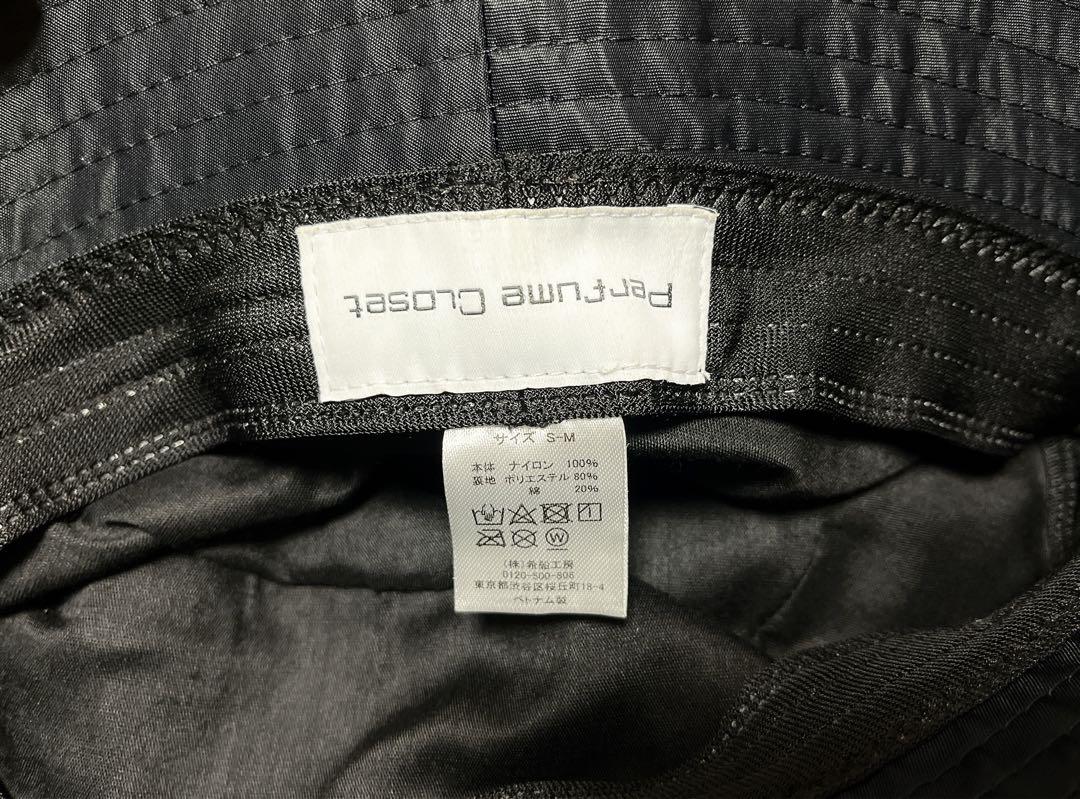 Perfume Closet
サイズ S-M
本体 ナイロン 100%
裏地 ポリエステル 80%
綿 20%
W
(株)希船工房
0120-500-806
東京都渋谷区桜丘町18-4
ベトナム製